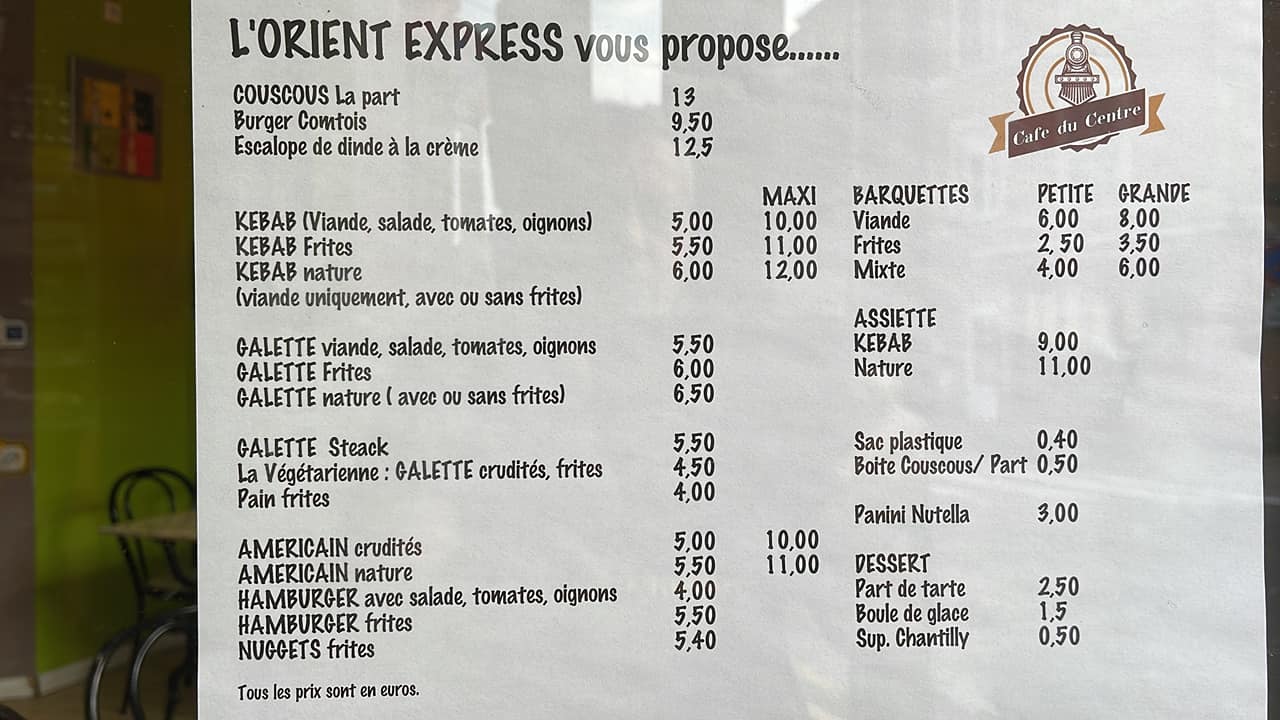 L'ORIENT EXPRESS vous propose......
COUSCOUS La part 13
Burger Comtois 9,50
Escalope de dinde à la crème 12,5
Cafe du Centre
MAXI
KEBAB (Viande, salade, tomates, oignons) 5,00 10,00
KEBAB Frites 5,50 11,00
KEBAB nature 6,00 12,00
(viande uniquement, avec ou sans frites)
GALETTE viande, salade, tomates, oignons 5,50
GALETTE Frites 6,00
GALETTE nature ( avec ou sans frites) 6,50
GALETTE Steack 5,50
La Végétarienne : GALETTE crudités, frites 4,50
Pain frites 4,00
AMERICAIN crudités 5,00 10,00
AMERICAIN nature 5,50 11,00
HAMBURGER avec salade, tomates, oignons 4,00
HAMBURGER frites 5,50
NUGGETS frites 5,40
Tous les prix sont en euros.
BARQUETTES PETITE GRANDE
Viande 6,00 8,00
Frites 2, 50 3,50
Mixte 4,00 6,00
ASSIETTE
KEBAB 9,00
Nature 11,00
Sac plastique 0,40
Boite Couscous/ Part 0,50
Panini Nutella 3,00
DESSERT
Part de tarte 2,50
Boule de glace 1,5
Sup. Chantilly 0,50